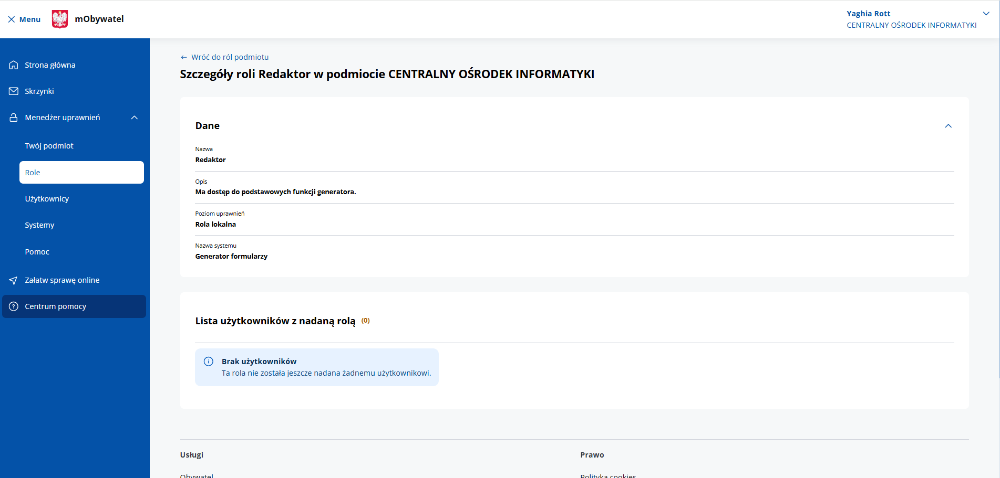 Menu
mObywatel
Yaghia Rott
CENTRALNY OŚRODEK INFORMATYKI
Strona główna
Skrzynki
Menedżer uprawnień
Twój podmiot
Role
Użytkownicy
Systemy
Pomoc
Załatw sprawę online
Centrum pomocy
← Wróć do ról podmiotu
Szczegóły roli Redaktor w podmiocie CENTRALNY OŚRODEK INFORMATYKI
Dane
Nazwa
Redaktor
Opis
Ma dostęp do podstawowych funkcji generatora.
Poziom uprawnień
Rola lokalna
Nazwa systemu
Generator formularzy
Lista użytkowników z nadaną rolą (0)
Brak użytkowników
Ta rola nie została jeszcze nadana żadnemu użytkownikowi.
Usługi
Obywatel
Prawo
Polityka cookies